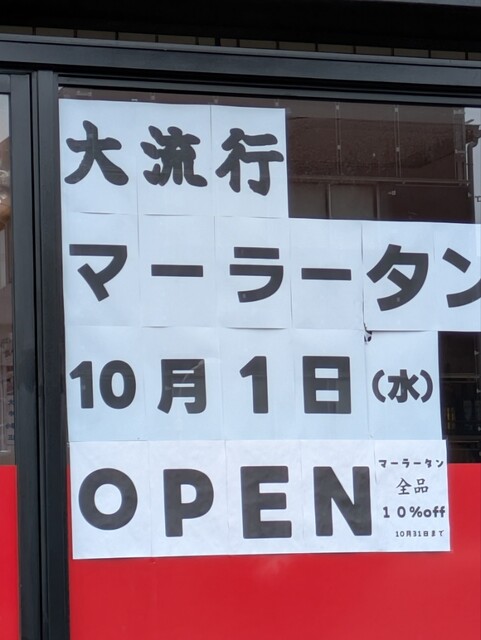 大流行
マーラータン
10月1日(水)
OPEN
マーラータン
全品
10%off
10月31日まで